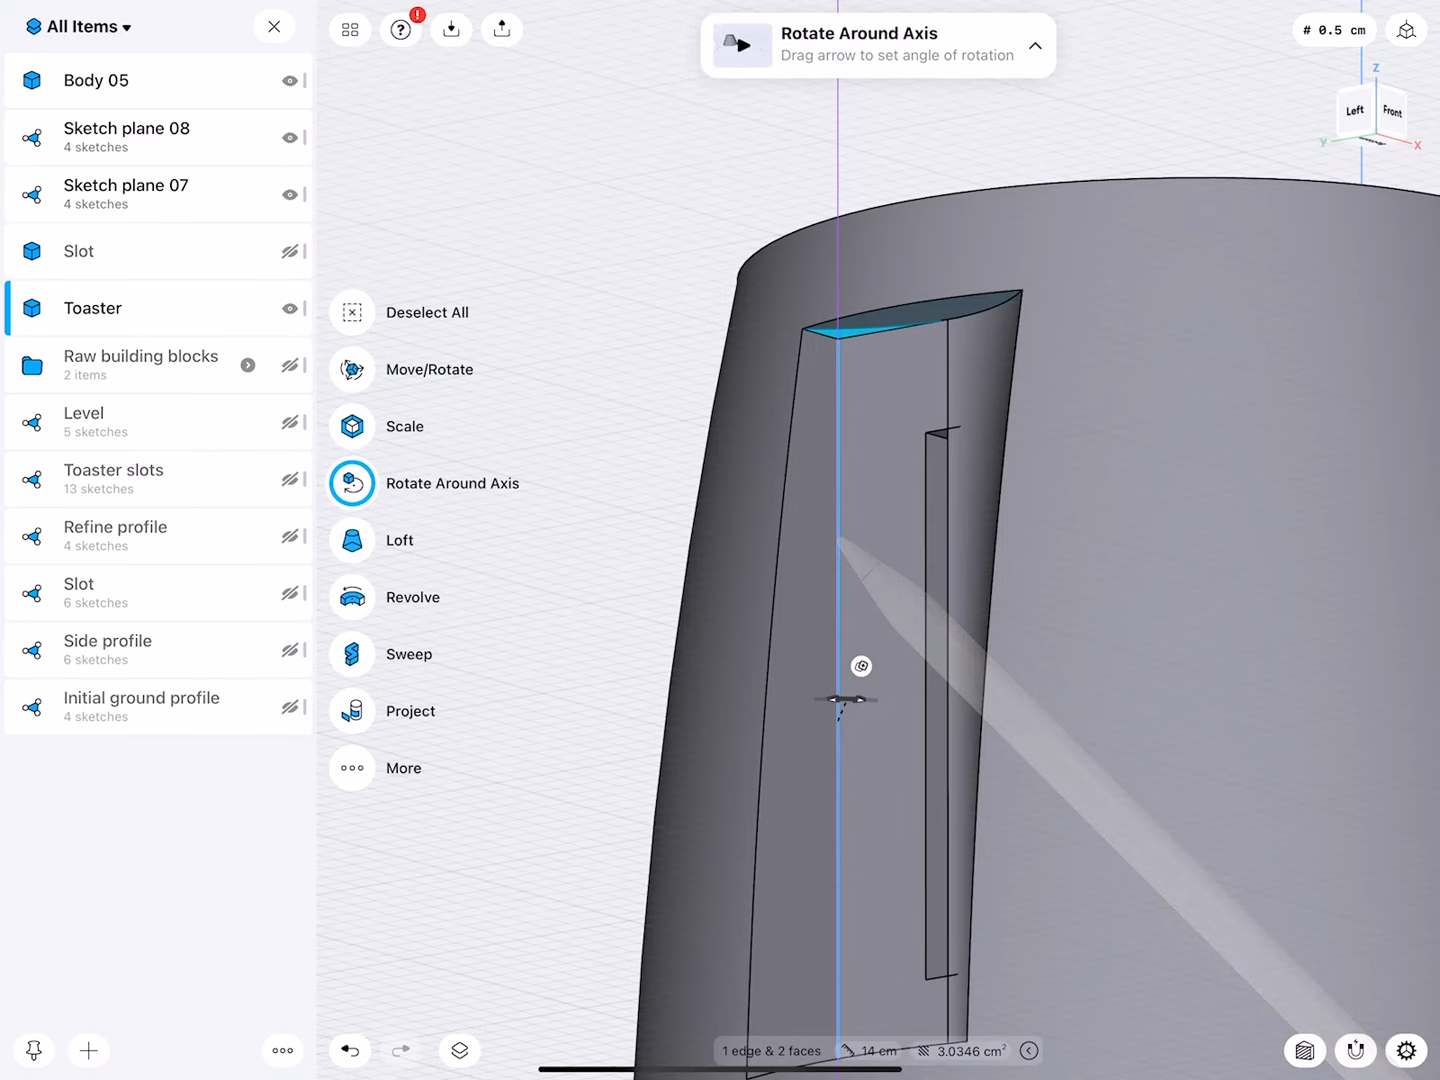 All Items
Body 05
Sketch plane 08
4 sketches
Sketch plane 07
4 sketches
Slot
Toaster
Raw building blocks
2 items
Level
5 sketches
Toaster slots
13 sketches
Refine profile
4 sketches
Slot
6 sketches
Side profile
6 sketches
Initial ground profile
4 sketches
Deselect All
Move/Rotate
Scale
Rotate Around Axis
Loft
Revolve
Sweep
Project
More
Rotate Around Axis
Drag arrow to set angle of rotation
# 0.5 cm
Z
Left
Front
Y
X
1 edge & 2 faces 14 cm 3.0346 cm²